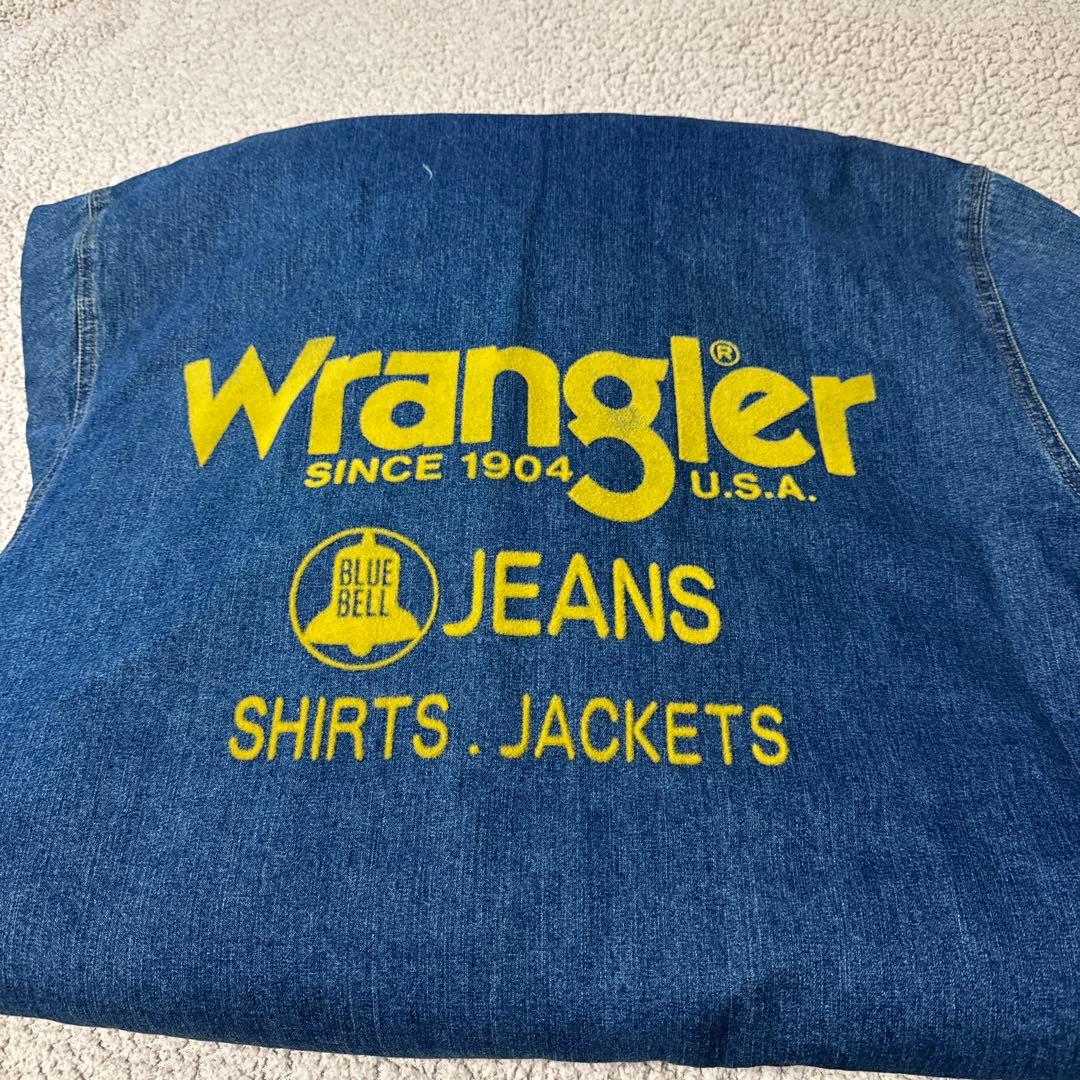 Wrangler®
SINCE 1904 U.S.A.
BLUE
BELL
JEANS
SHIRTS . JACKETS